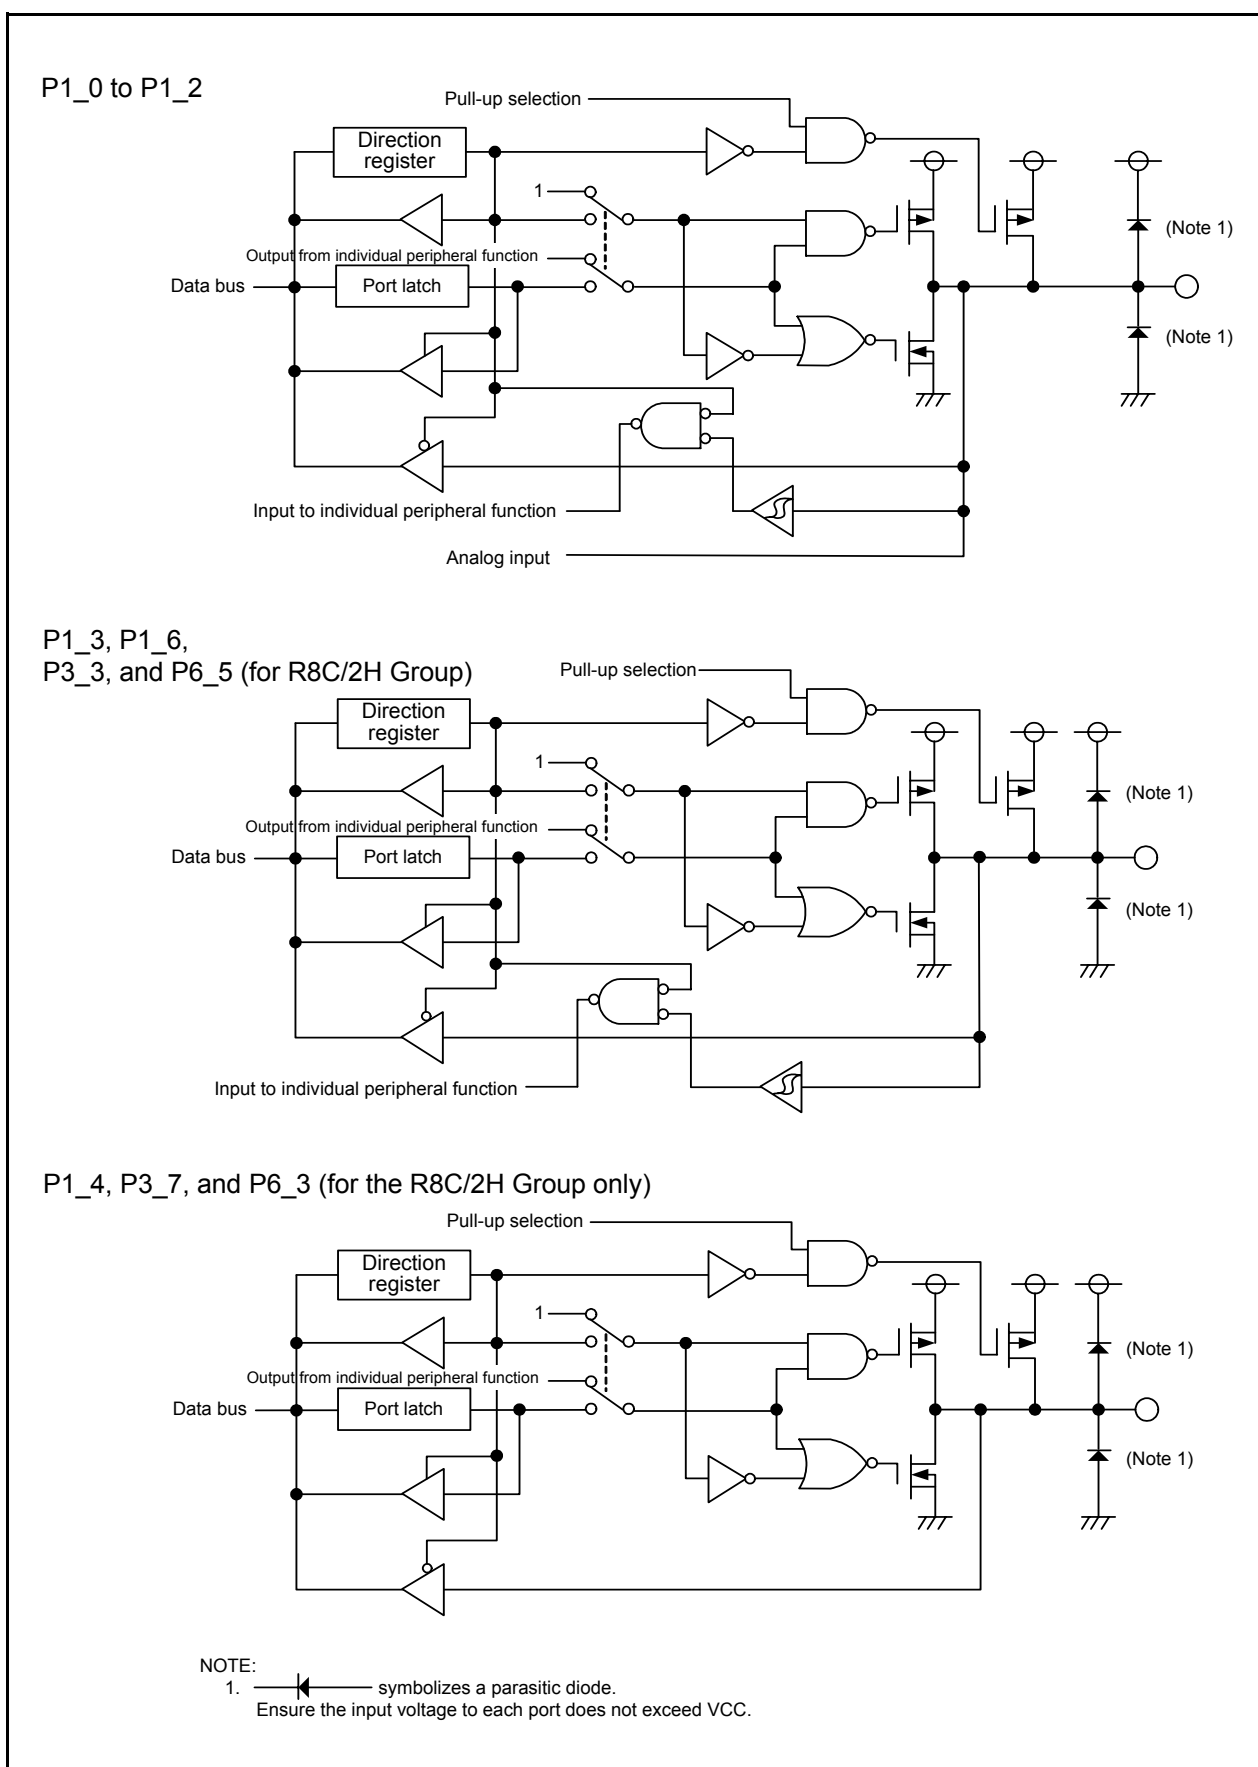 P1_0 to P1_2
Pull-up selection
Direction
register
1
Output from individual peripheral function
Data bus
Port latch
(Note 1)
(Note 1)
Input to individual peripheral function
Analog input
P1_3, P1_6,
P3_3, and P6_5 (for R8C/2H Group)
Pull-up selection
Direction
register
1
Output from individual peripheral function
Data bus
Port latch
(Note 1)
(Note 1)
Input to individual peripheral function
P1_4, P3_7, and P6_3 (for the R8C/2H Group only)
Pull-up selection
Direction
register
1
Output from individual peripheral function
Data bus
Port latch
(Note 1)
(Note 1)
NOTE:
1. symbolizes a parasitic diode.
Ensure the input voltage to each port does not exceed VCC.